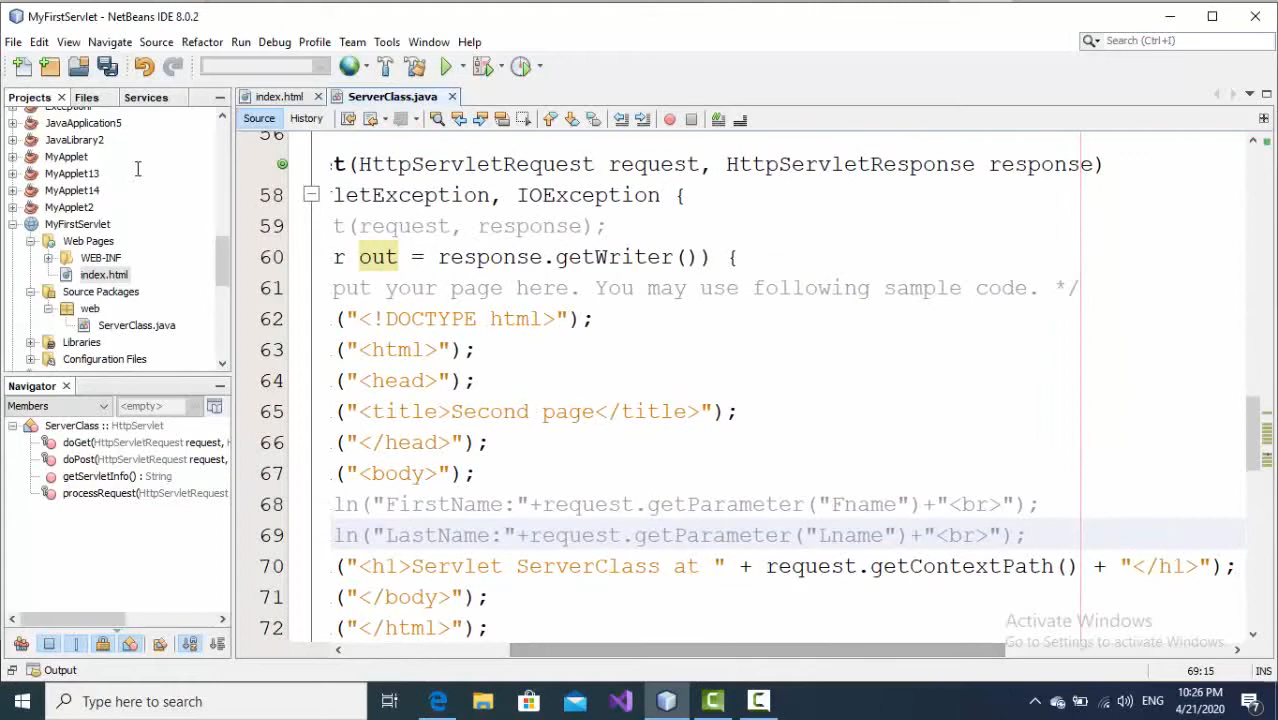 MyFirstServlet - NetBeans IDE 8.0.2
File Edit View Navigate Source Refactor Run Debug Profile Team Tools Window Help
Search (Ctrl+I)
Projects Files Services
index.html
ServerClass.java
Source History
JavaApplication5
JavaLibrary2
MyApplet
MyApplet13
MyApplet14
MyApplet2
MyFirstServlet
Web Pages
WEB-INF
index.html
Source Packages
web
ServerClass.java
Libraries
Configuration Files
Navigator
Members
<empty>
ServerClass :: HttpServlet
doGet(HttpServletRequest request, H
doPost(HttpServletRequest request,
getServletInfo() : String
processRequest(HttpServletRequest
56
t(HttpServletRequest request, HttpServletResponse response)
58 letException, IOException {
59 t(request, response);
60 r out = response.getWriter()) {
61 put your page here. You may use following sample code. */
62 ("<!DOCTYPE html>");
63 ("<html>");
64 ("<head>");
65 ("<title>Second page</title>");
66 ("</head>");
67 ("<body>");
68 ln("FirstName:"+request.getParameter("Fname")+"<br>");
69 ln("LastName:"+request.getParameter("Lname")+"<br>");
70 ("<h1>Servlet ServerClass at " + request.getContextPath() + "</h1>");
71 ("</body>");
72 ("</html>");
Activate Windows
Go to Settings to activate Windows.
Output
69:15 INS
Type here to search
ENG
10:26 PM
4/21/2020
7